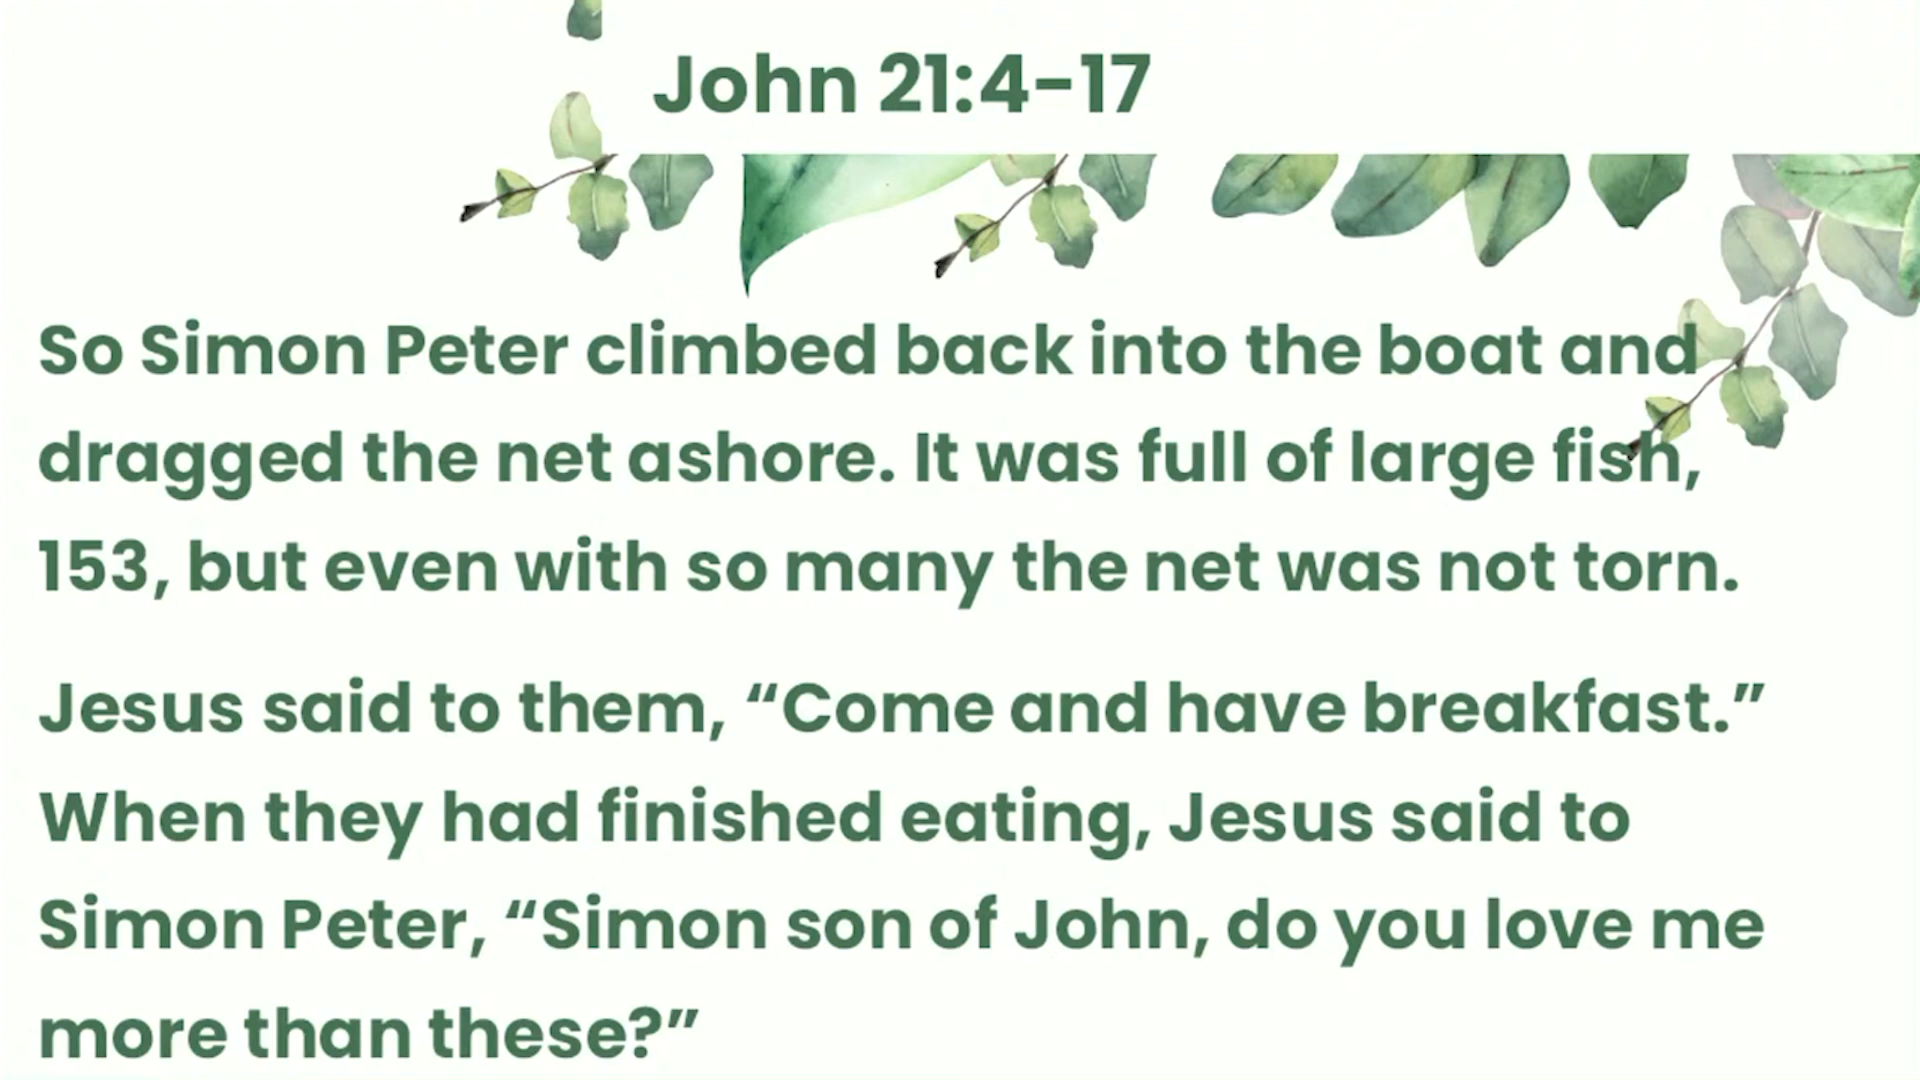 John 21:4-17
So Simon Peter climbed back into the boat and
dragged the net ashore. It was full of large fish,
153, but even with so many the net was not torn.
Jesus said to them, “Come and have breakfast.”
When they had finished eating, Jesus said to
Simon Peter, “Simon son of John, do you love me
more than these?”